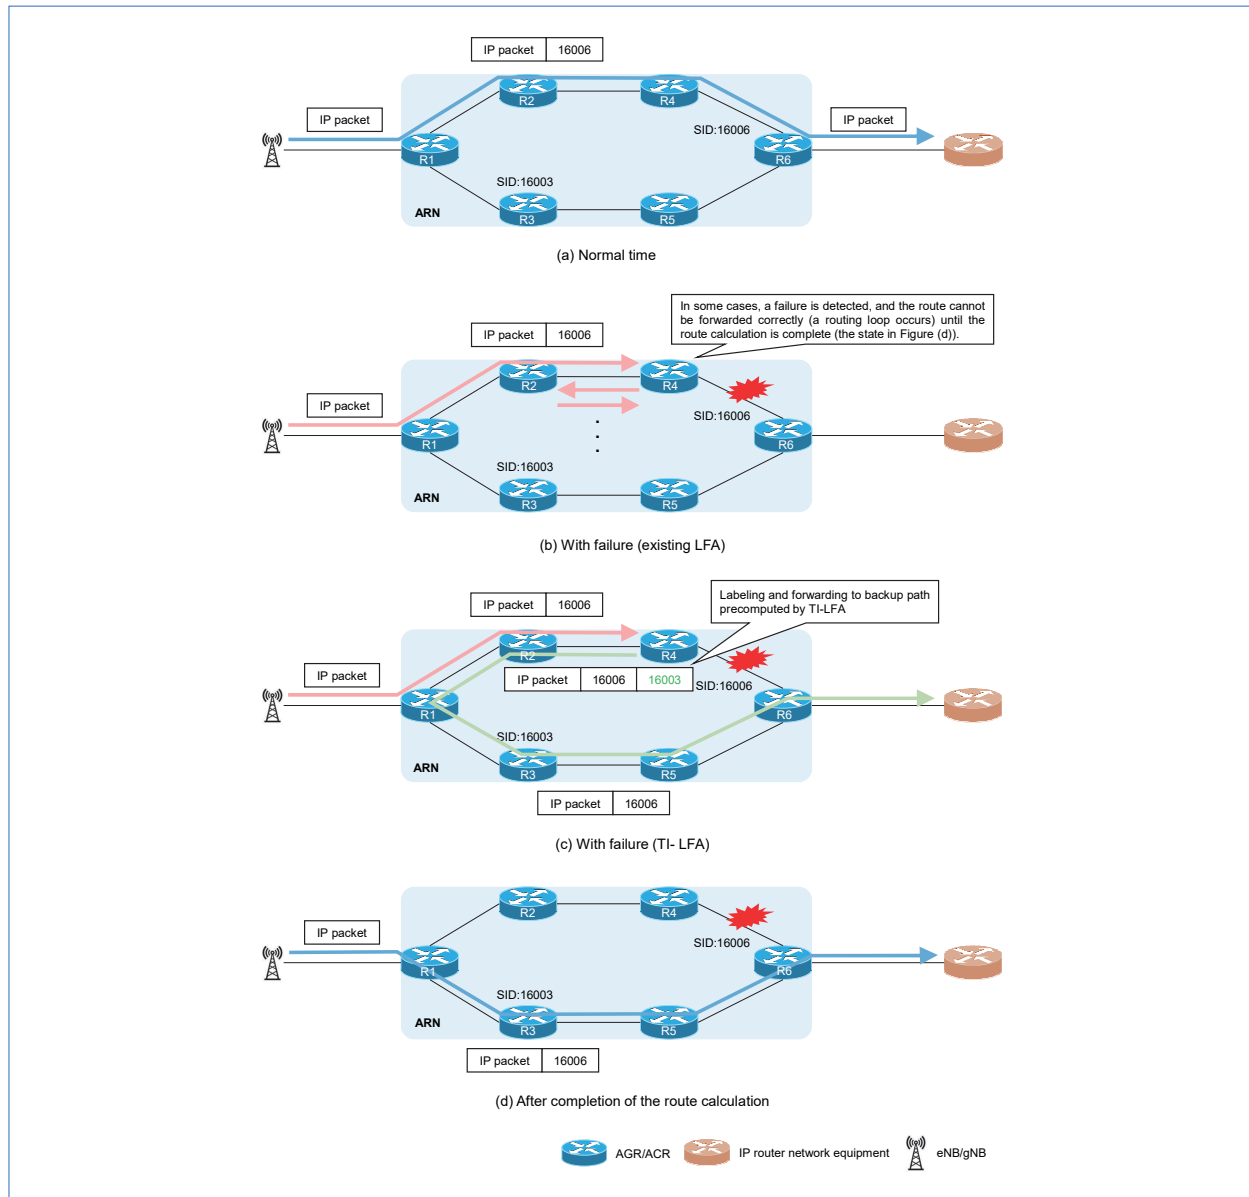 IP packet 16006
IP packet
R2
R4
SID:16006
IP packet
R1
R6
SID:16003
R3
R5
ARN
(a) Normal time
In some cases, a failure is detected, and the route cannot
be forwarded correctly (a routing loop occurs) until the
route calculation is complete (the state in Figure (d)).
IP packet 16006
R2
R4
IP packet
SID:16006
R1
R6
SID:16003
R3
R5
ARN
(b) With failure (existing LFA)
Labeling and forwarding to backup path
precomputed by TI-LFA
IP packet 16006
R2
R4
IP packet
IP packet 16006 16003
SID:16006
R1
R6
SID:16003
R3
R5
ARN
IP packet 16006
(c) With failure (TI- LFA)
R2
R4
IP packet
SID:16006
R1
R6
SID:16003
R3
R5
ARN
IP packet 16006
(d) After completion of the route calculation
AGR/ACR
IP router network equipment
eNB/gNB